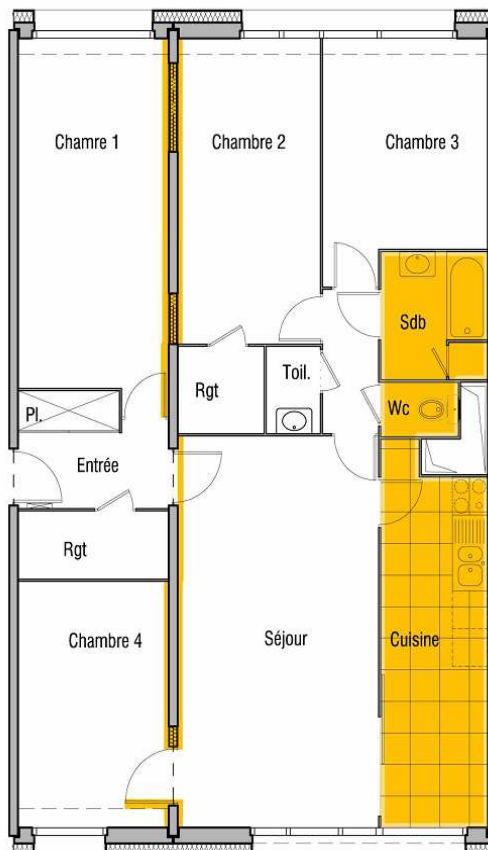 Chamre 1
Chambre 2
Chambre 3
Sdb
Toil.
Rgt
Pl.
Wc
Entrée
Rgt
Chambre 4
Séjour
Cuisine